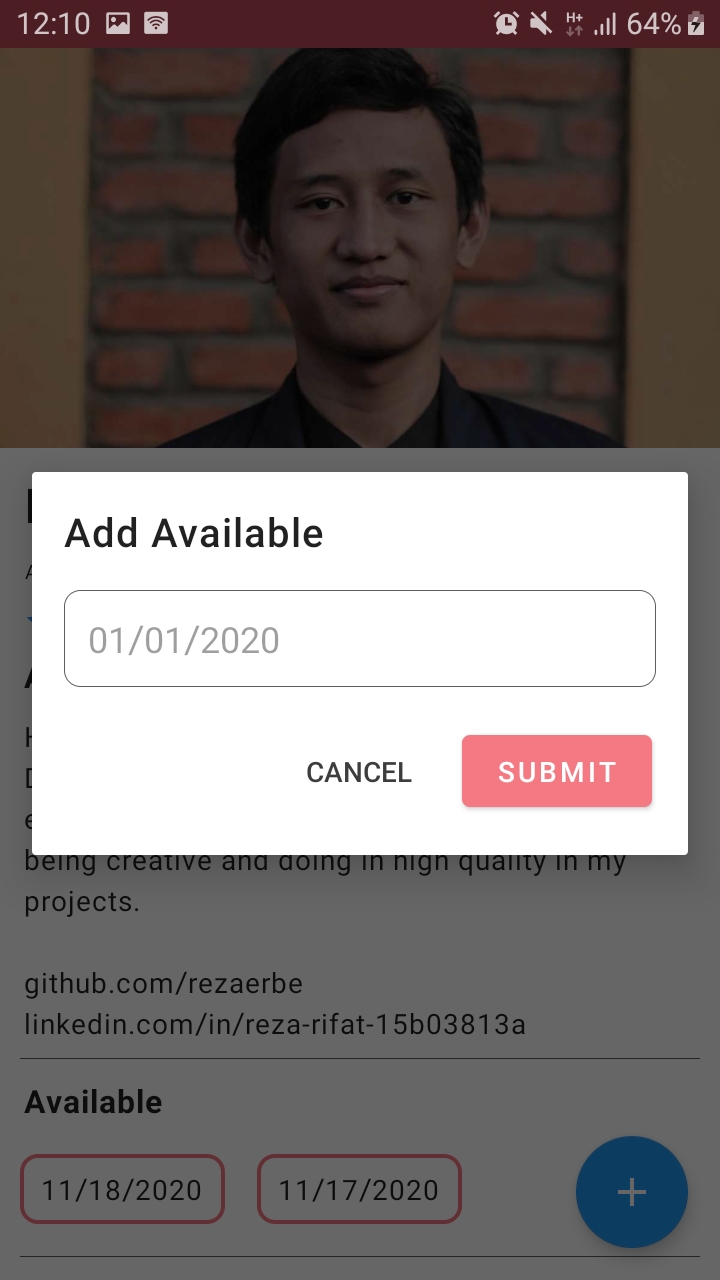 12:10 H+ 64%
Add Available
01/01/2020
CANCEL SUBMIT
being creative and doing in high quality in my
projects.
github.com/rezaerbe
linkedin.com/in/reza-rifat-15b03813a
Available
11/18/2020 11/17/2020